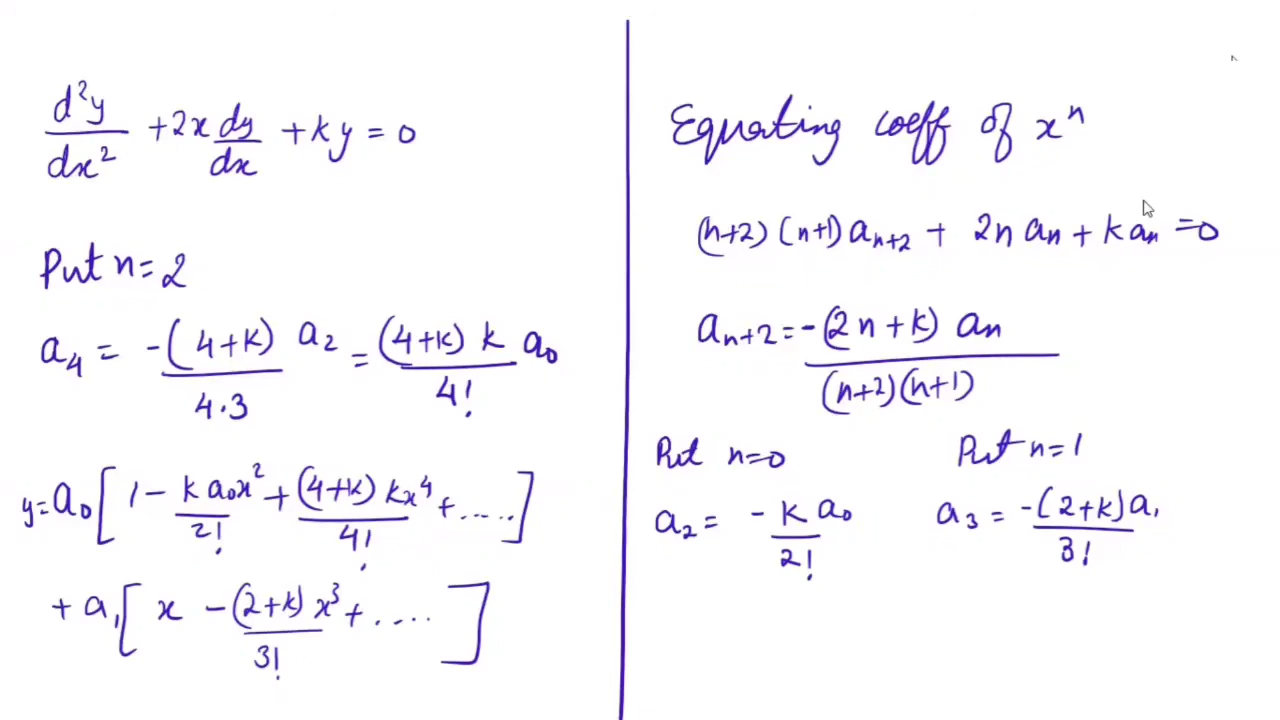 d²y/dx² + 2x dy/dx + ky = 0
Put n = 2
a₄ = -(4+k)/4·3 a₂ = (4+k) k/4! a₀
y = a₀ [1 - k a₀x²/2! + (4+k) kx⁴/4! + .....]
+ a₁ [x - (2+k) x³/3! + ....]
Equating coeff of xⁿ
(n+2) (n+1) aₙ₊₂ + 2n aₙ + k aₙ = 0
aₙ₊₂ = -(2n+k) aₙ/(n+2)(n+1)
Put n=0 Put n=1
a₂ = -k a₀/2! a₃ = -(2+k)a₁/3!